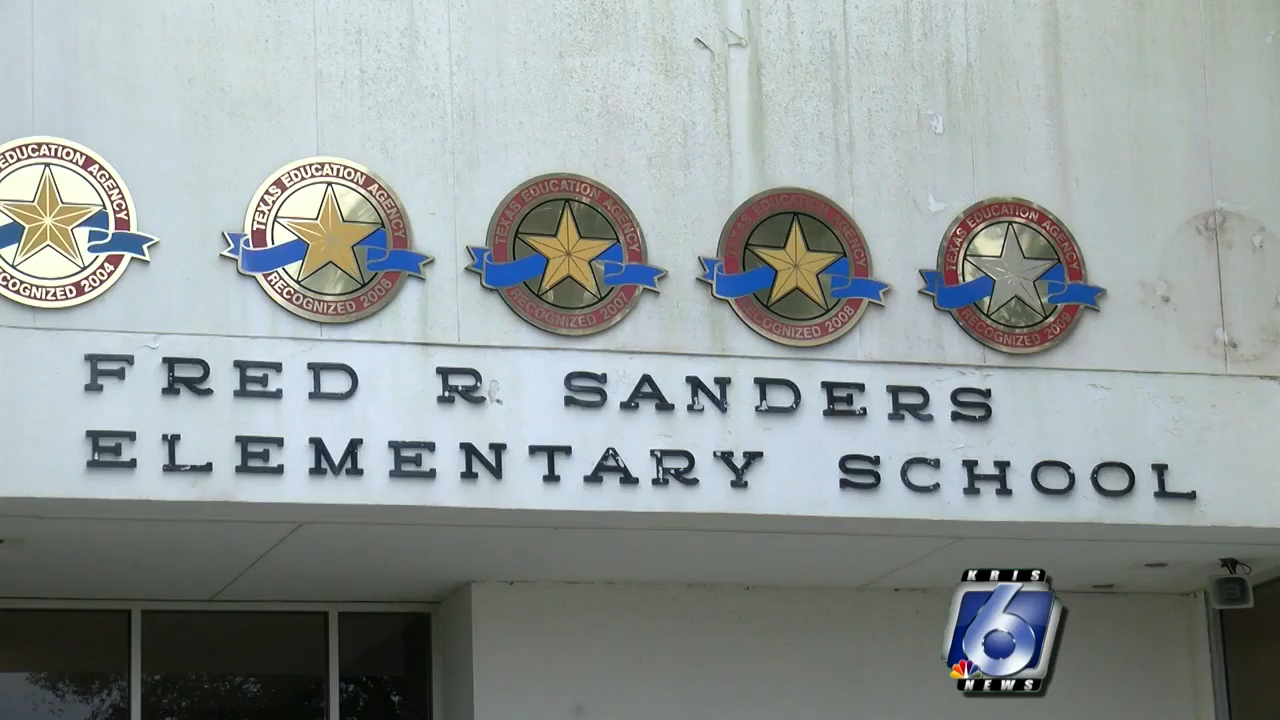 EDUCATION AGENCY
RECOGNIZED 2004
TEXAS EDUCATION AGENCY
RECOGNIZED 2006
TEXAS EDUCATION AGENCY
RECOGNIZED 2007
TEXAS EDUCATION AGENCY
RECOGNIZED 2008
TEXAS EDUCATION AGENCY
RECOGNIZED
FRED R. SANDERS
ELEMENTARY SCHOOL
KRIS
6
NEWS